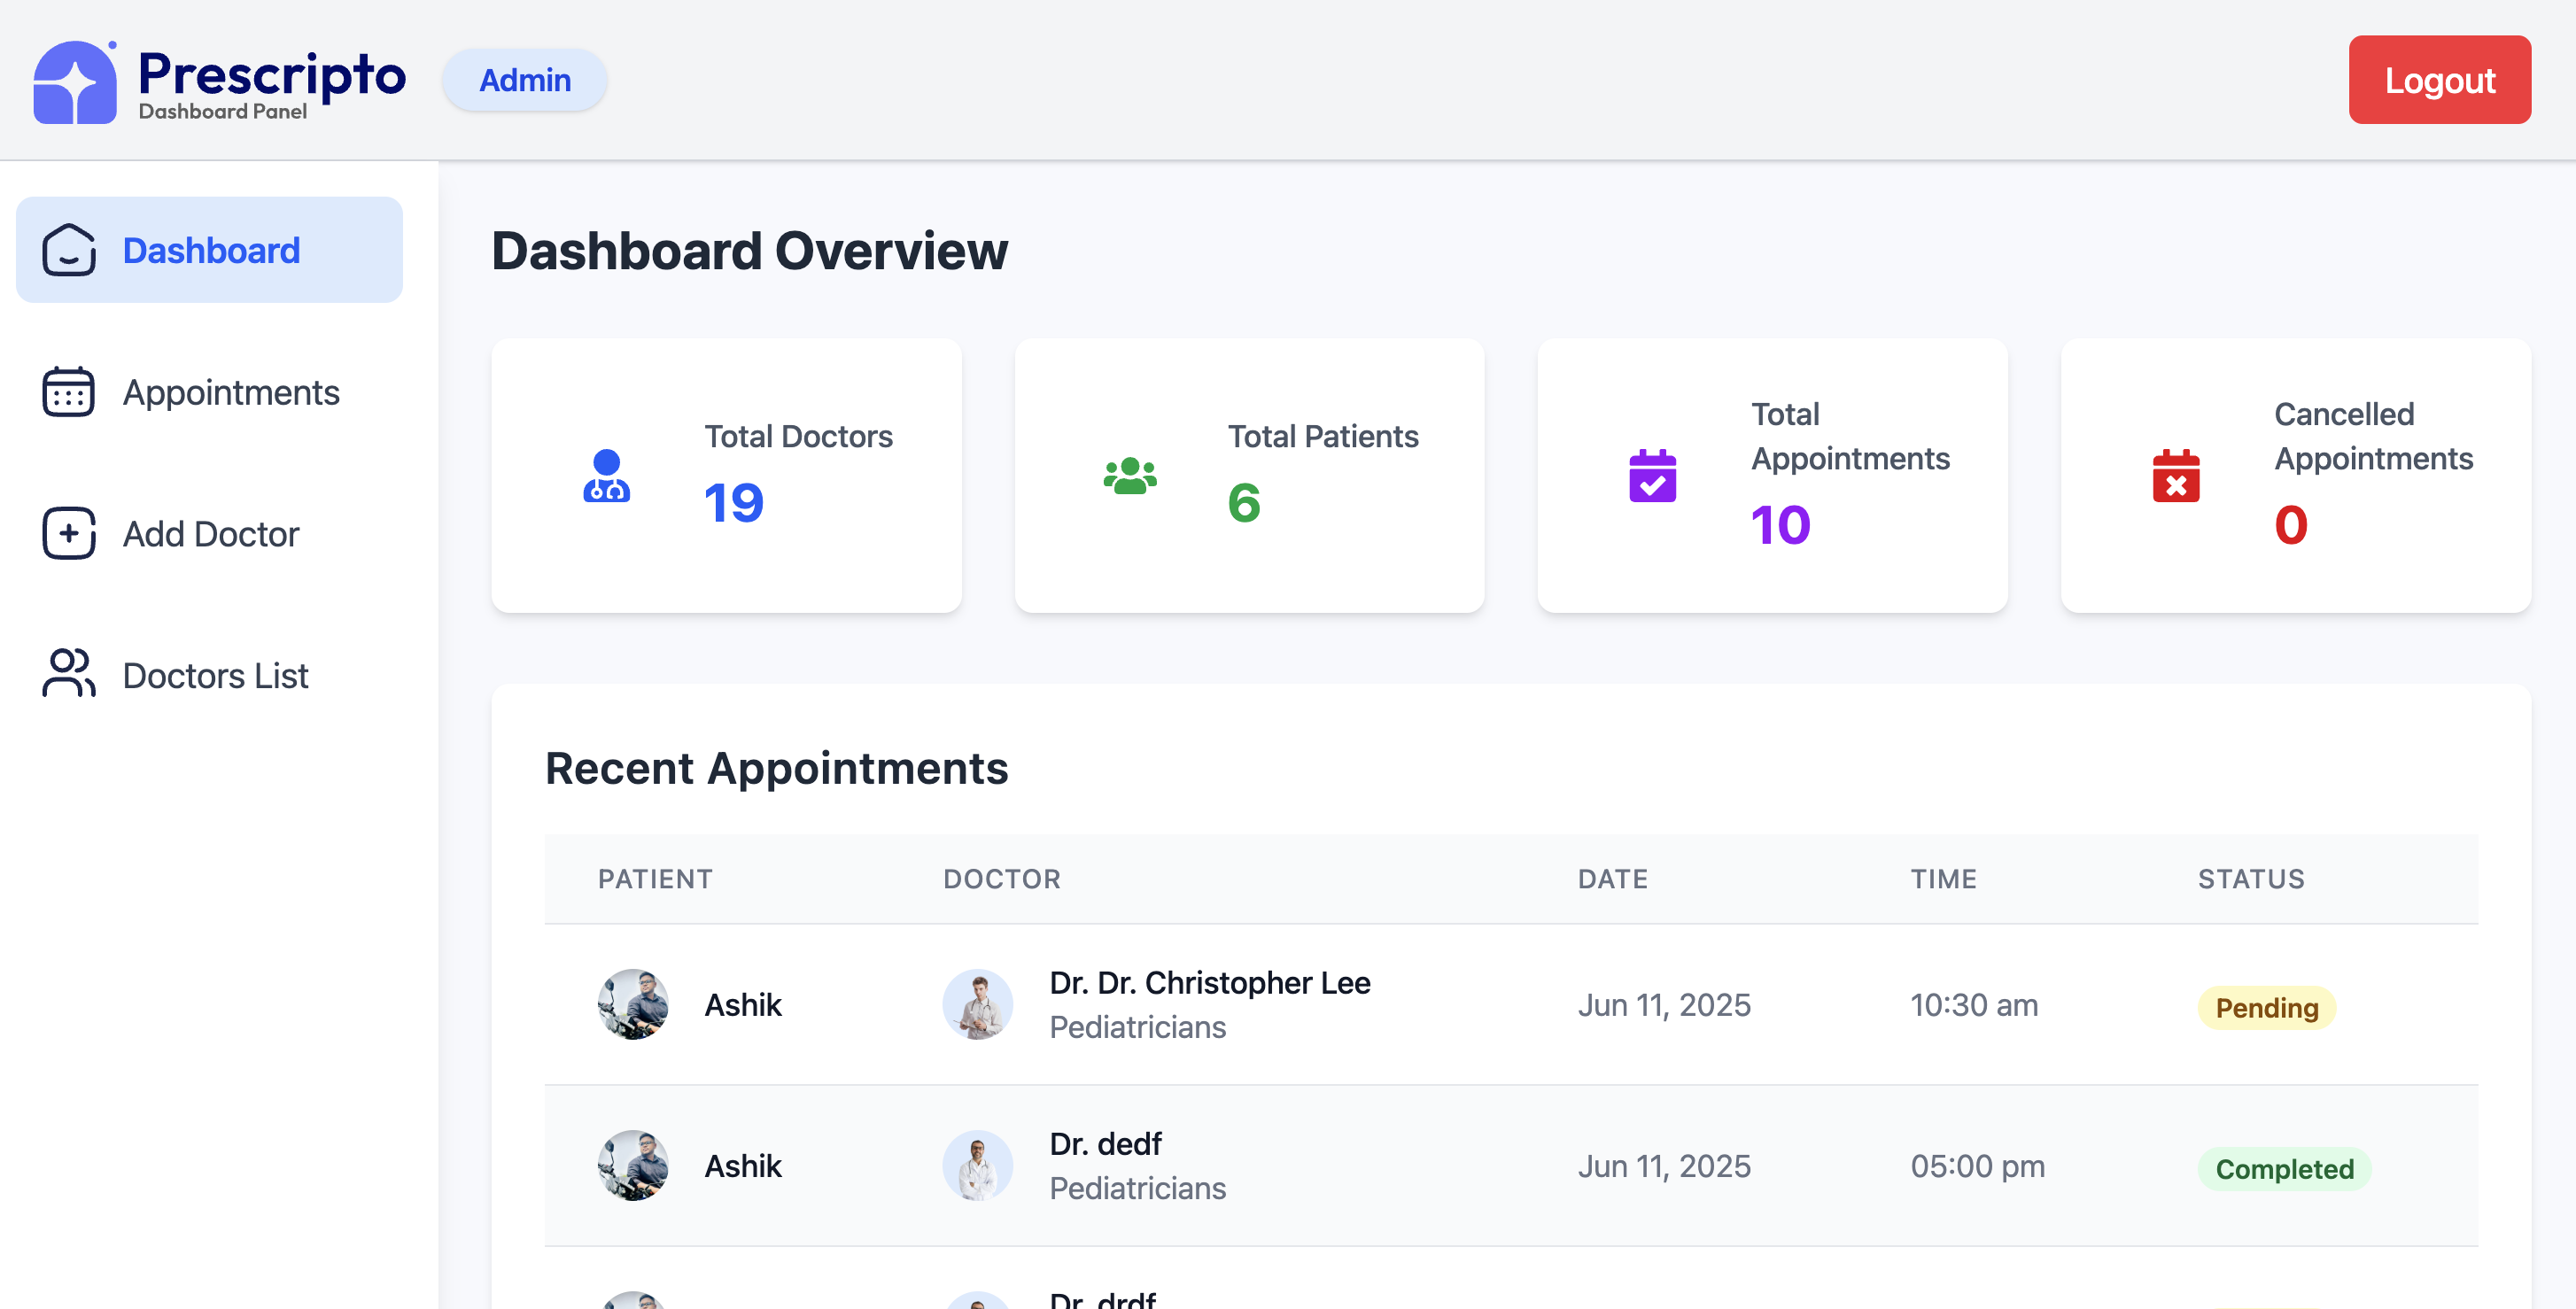 Prescripto
Dashboard Panel
Admin
Logout
Dashboard
Appointments
Add Doctor
Doctors List
Dashboard Overview
Total Doctors
19
Total Patients
6
Total
Appointments
10
Cancelled
Appointments
0
Recent Appointments
PATIENT DOCTOR DATE TIME STATUS
Ashik Dr. Dr. Christopher Lee Jun 11, 2025 10:30 am Pending
Pediatricians
Ashik Dr. dedf Jun 11, 2025 05:00 pm Completed
Pediatricians
Dr. drdf